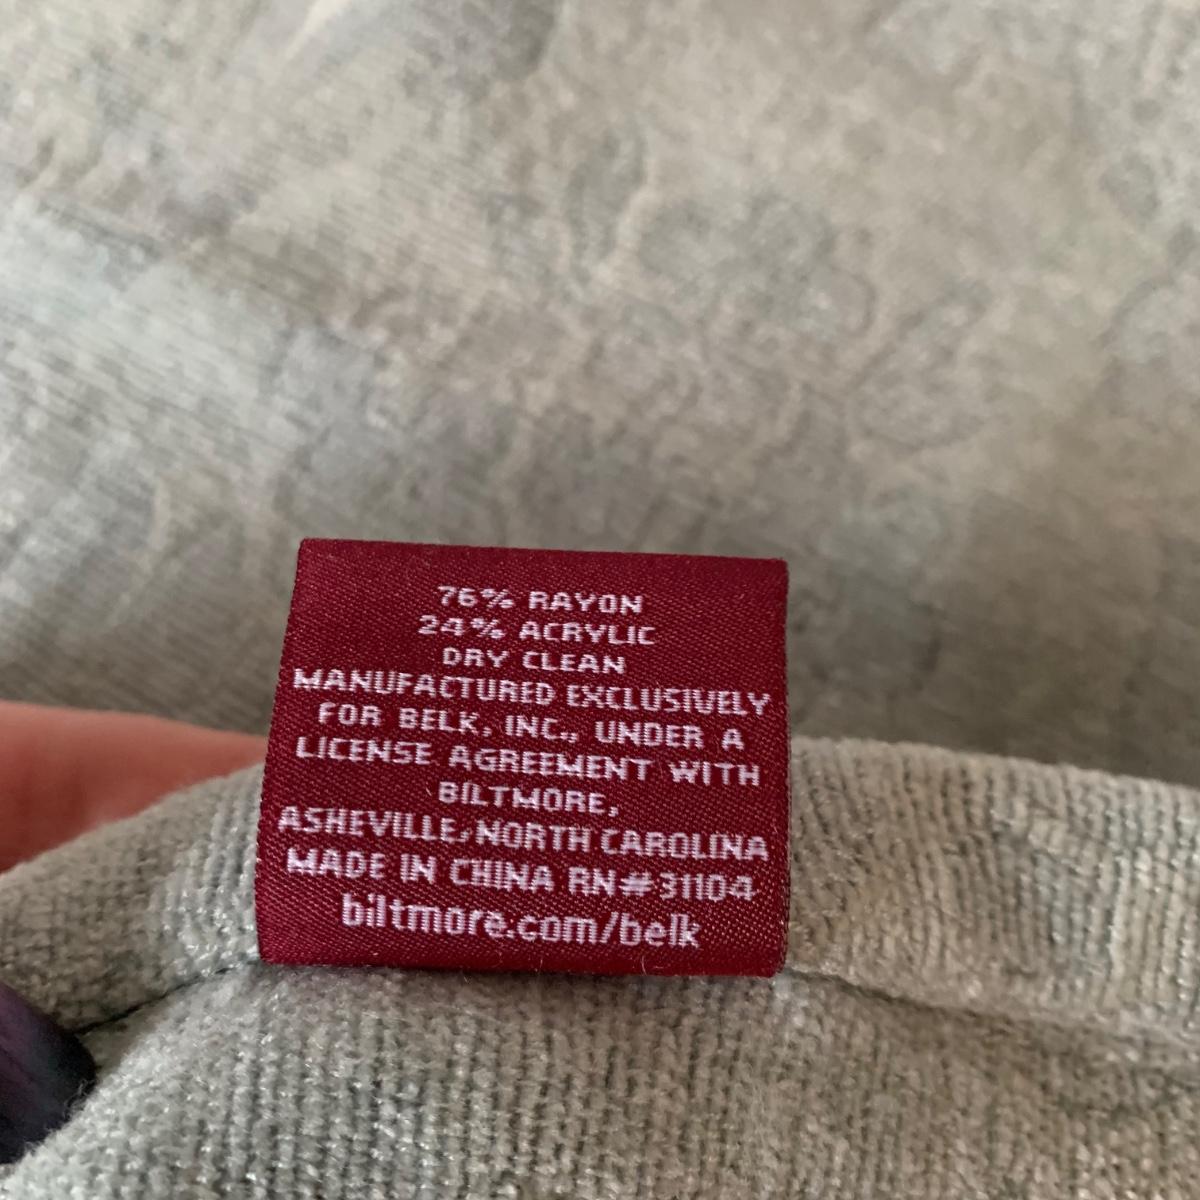 76% RAYON
24% ACRYLIC
DRY CLEAN
MANUFACTURED EXCLUSIVELY
FOR BELK, INC., UNDER A
LICENSE AGREEMENT WITH
BILTMORE,
ASHEVILLE, NORTH CAROLINA
MADE IN CHINA RN#31104
biltmore.com/belk